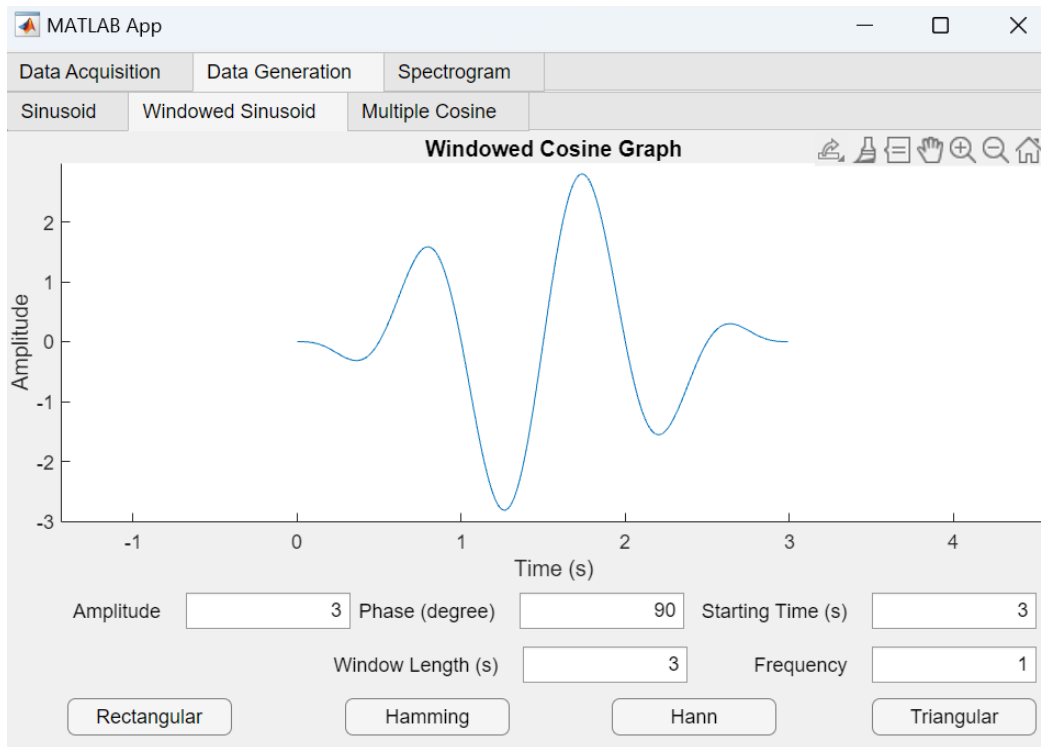 MATLAB App
Data Acquisition Data Generation Spectrogram
Sinusoid Windowed Sinusoid Multiple Cosine
Windowed Cosine Graph
2
1
0
-1
-2
-3
Amplitude
-1 0 1 2 3 4
Time (s)
Amplitude 3 Phase (degree) 90 Starting Time (s) 3
Window Length (s) 3 Frequency 1
Rectangular Hamming Hann Triangular